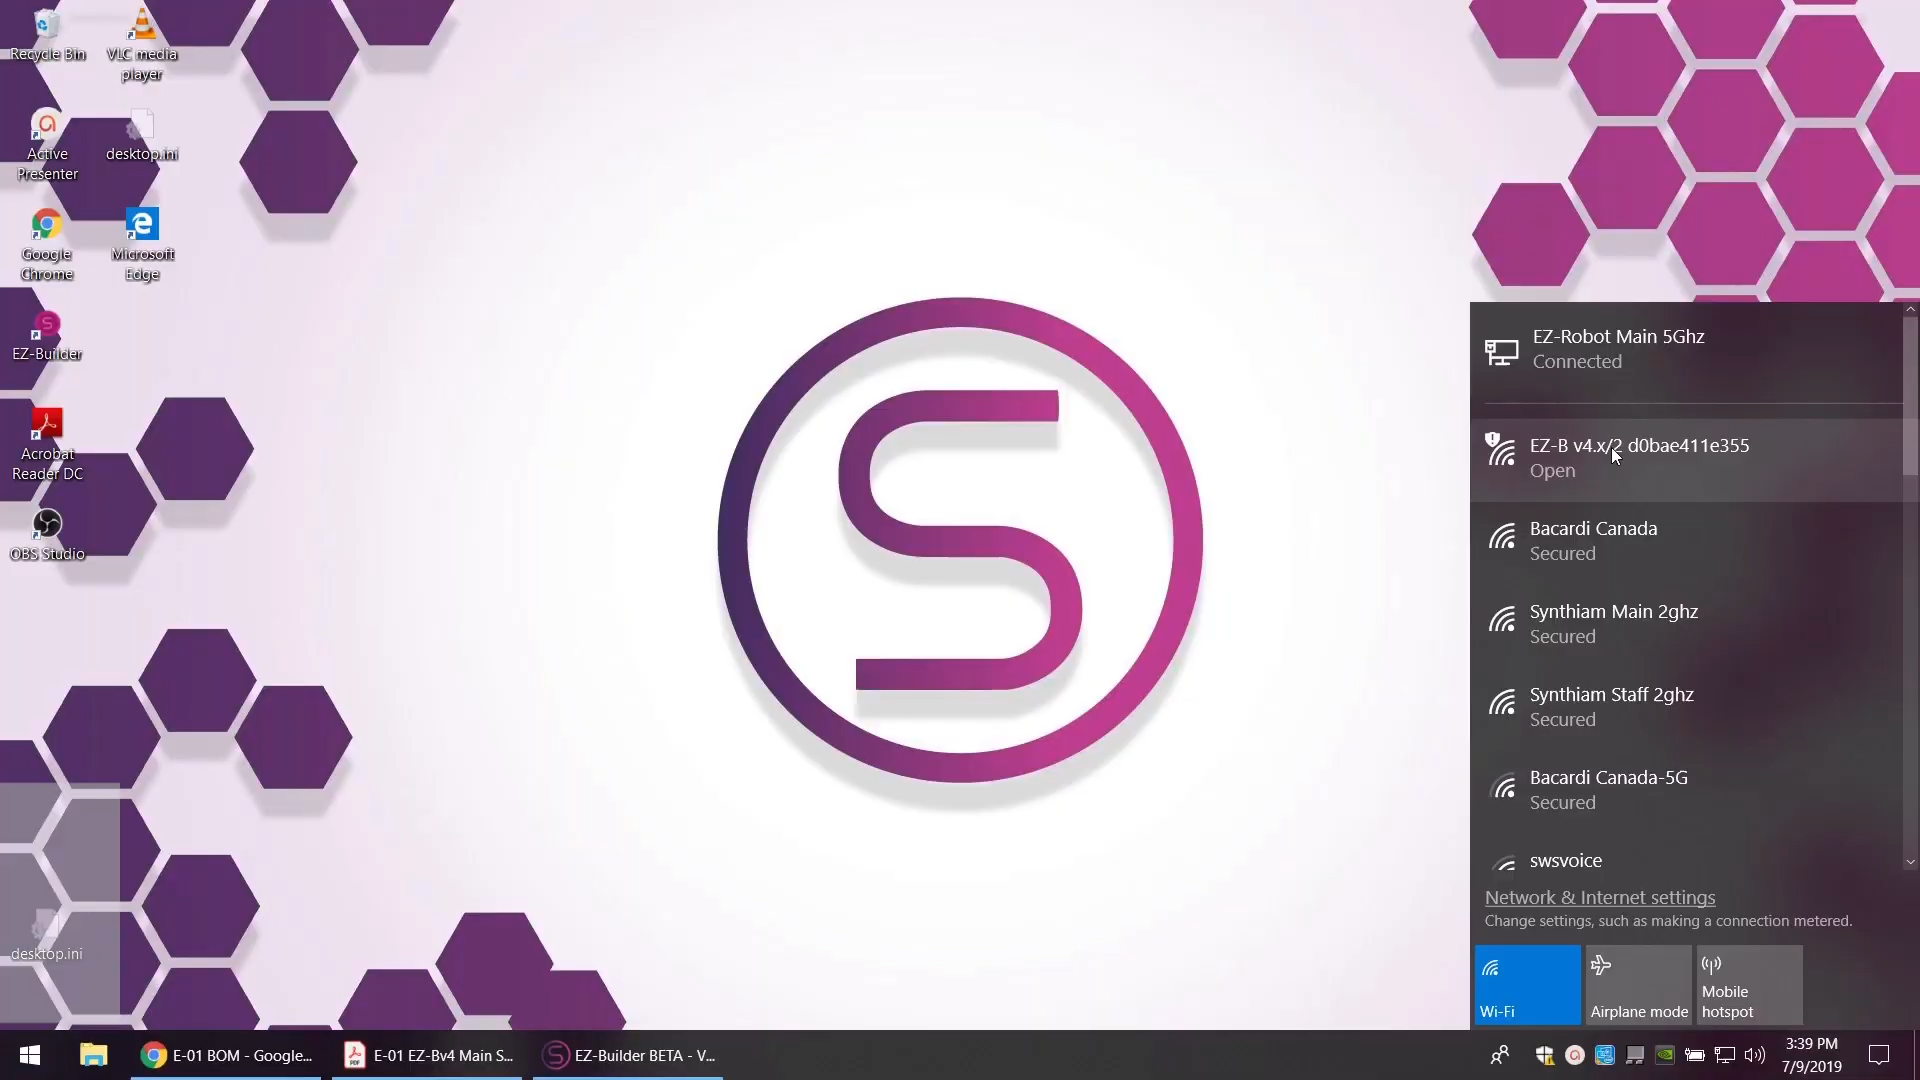 Recycle Bin
VLC media
player
Active
Presenter
desktop.ini
Google
Chrome
Microsoft
Edge
EZ-Builder
Acrobat
Reader DC
OBS Studio
desktop.ini
EZ-Robot Main 5Ghz
Connected
EZ-B v4.x/2 d0bae411e355
Open
Bacardi Canada
Secured
Synthiam Main 2ghz
Secured
Synthiam Staff 2ghz
Secured
Bacardi Canada-5G
Secured
swsvoice
Network & Internet settings
Change settings, such as making a connection metered.
Wi-Fi
Airplane mode
Mobile
hotspot
E-01 BOM - Google...
E-01 EZ-Bv4 Main S...
EZ-Builder BETA - V...
3:39 PM
7/9/2019